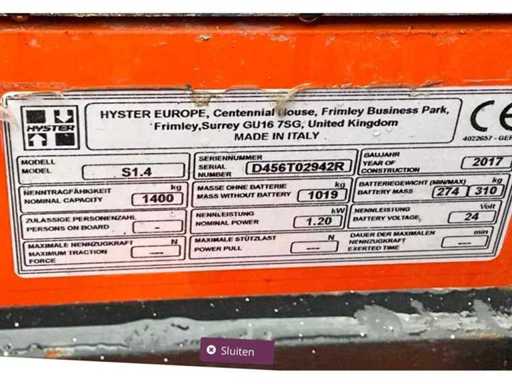 HYSTER
HYSTER EUROPE, Centennial House, Frimley Business Park,
Frimley,Surrey GU16 7SG, United Kingdom
MADE IN ITALY
CE
4022657 - GER
MODELL
MODEL
S1.4
SERIENNUMMER
SERIAL
NUMBER
D456T02942R
BAUJAHR
YEAR OF
CONSTRUCTION
2017
NENNTRAGFÄHIGKEIT
NOMINAL CAPACITY
kg
1400
MASSE OHNE BATTERIE
MASS WITHOUT BATTERY
kg
1019
BATTERIEGEWICHT (MIN/MAX)
BATTERY MASS
kg
274 310
ZULÄSSIGE PERSONENZAHL
PERSONS ON BOARD
-
NENNLEISTUNG
NOMINAL POWER
kW
1.20
NENNLEISTUNG
BATTERY VOLTAGE
Volt
24
MAXIMALE NENNZUGKRAFT
MAXIMUM TRACTION
FORCE
N
---
MAXIMALE STÜTZLAST
POWER PULL
N
---
DAUER DER MAXIMALEN
NENNZUGKRAFT
EXERTED TIME
min
---
Sluiten